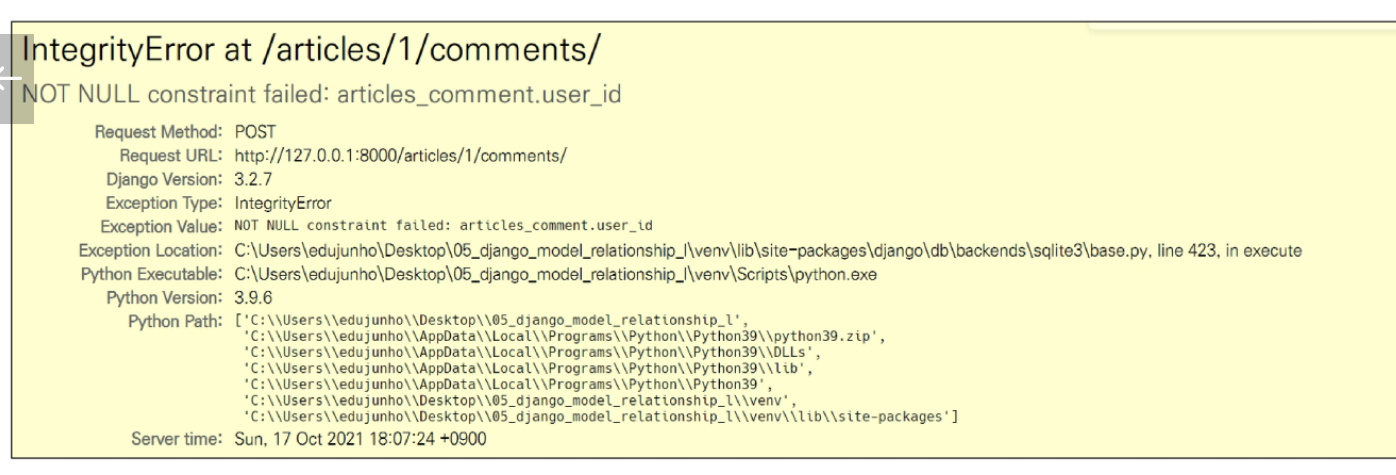 IntegrityError at /articles/1/comments/
NOT NULL constraint failed: articles_comment.user_id
Request Method: POST
Request URL: http://127.0.0.1:8000/articles/1/comments/
Django Version: 3.2.7
Exception Type: IntegrityError
Exception Value: NOT NULL constraint failed: articles_comment.user_id
Exception Location: C:\Users\edujunho\Desktop\05_django_model_relationship_I\venv\lib\site-packages\django\db\backends\sqlite3\base.py, line 423, in execute
Python Executable: C:\Users\edujunho\Desktop\05_django_model_relationship_I\venv\Scripts\python.exe
Python Version: 3.9.6
Python Path: ['C:\\Users\\edujunho\\Desktop\\05_django_model_relationship_l',
'C:\\Users\\edujunho\\AppData\\Local\\Programs\\Python\\Python39\\python39.zip',
'C:\\Users\\edujunho\\AppData\\Local\\Programs\\Python\\Python39\\DLLs',
'C:\\Users\\edujunho\\AppData\\Local\\Programs\\Python\\Python39\\lib',
'C:\\Users\\edujunho\\AppData\\Local\\Programs\\Python\\Python39',
'C:\\Users\\edujunho\\Desktop\\05_django_model_relationship_l\\venv',
'C:\\Users\\edujunho\\Desktop\\05_django_model_relationship_l\\venv\\lib\\site-packages']
Server time: Sun, 17 Oct 2021 18:07:24 +0900